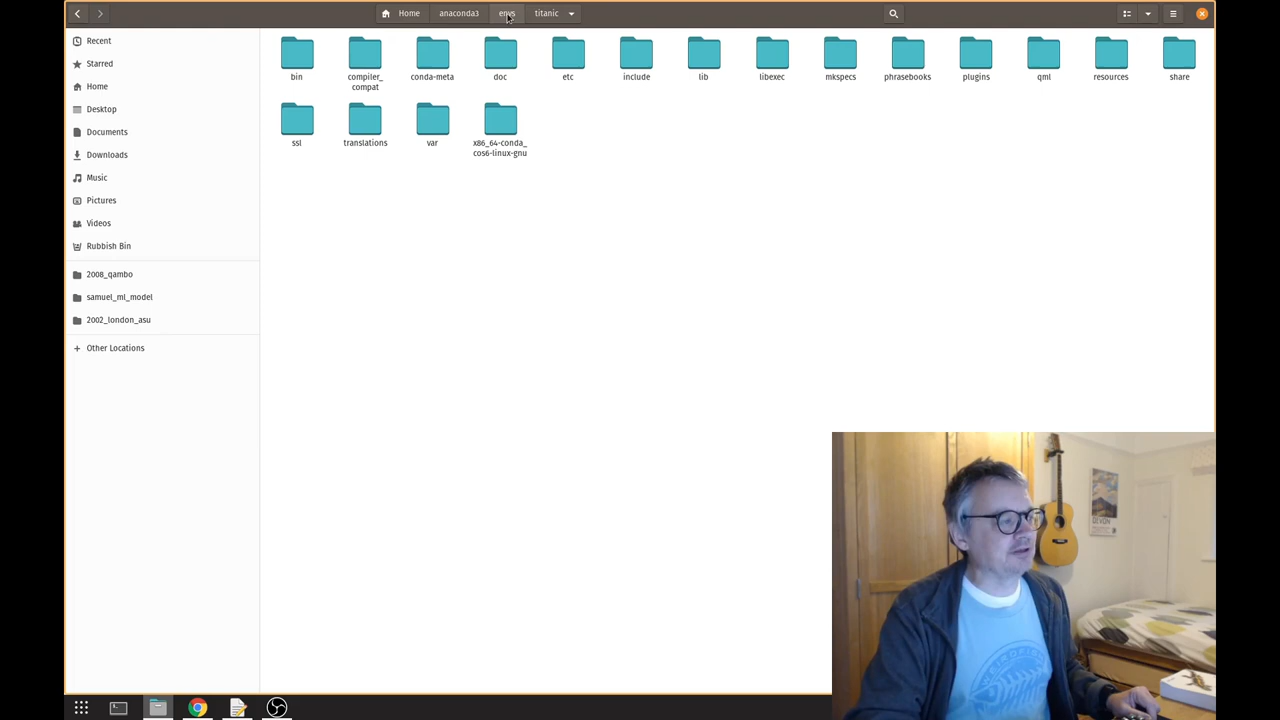 Home anaconda3 envs titanic
Recent
Starred
Home
Desktop
Documents
Downloads
Music
Pictures
Videos
Rubbish Bin
2008_qambo
samuel_ml_model
2002_london_asu
+ Other Locations
bin
compiler_
compat
conda-meta
doc
etc
include
lib
libexec
mkspecs
phrasebooks
plugins
qml
resources
share
ssl
translations
var
x86_64-conda_
cos6-linux-gnu
DEVON